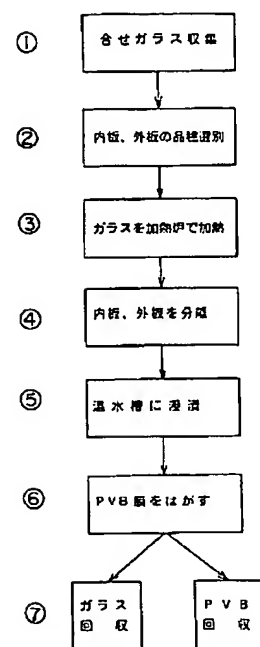 ① 合せガラス収集
② 内板、外板の品種選別
③ ガラスを加熱炉で加熱
④ 内板、外板を分離
⑤ 温水槽に浸漬
⑥ PVB膜をはがす
⑦ ガラス
回収
PVB
回収